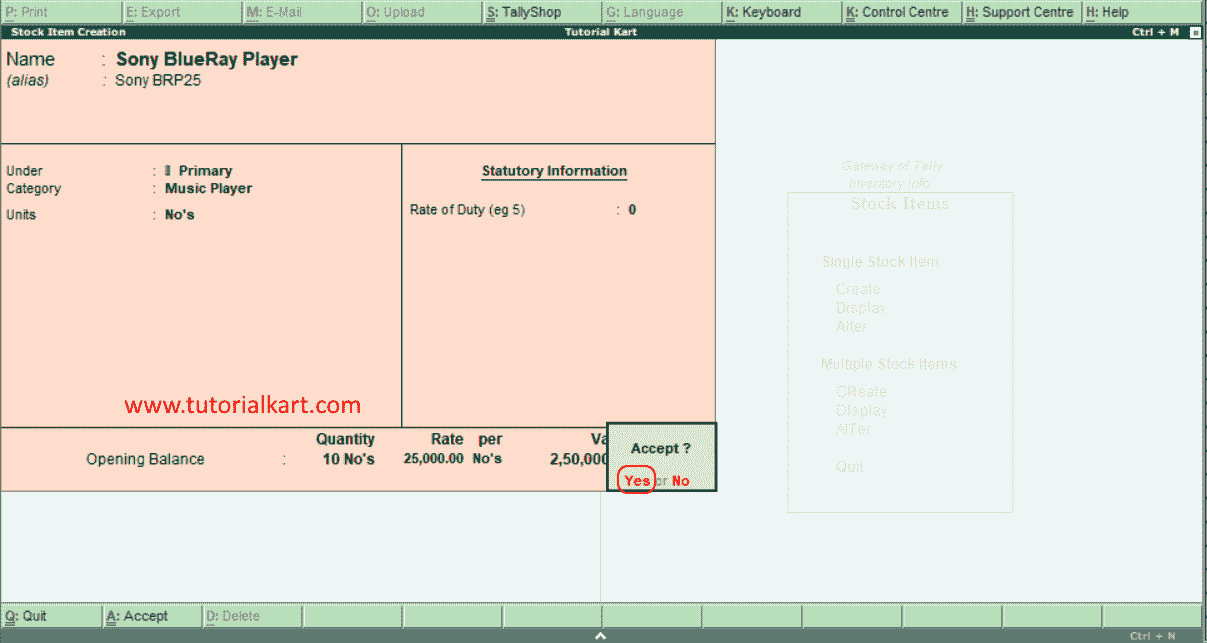 P: Print E: Export M: E-Mail O: Upload S: TallyShop G: Language K: Keyboard K: Control Centre H: Support Centre H: Help
Stock Item Creation Tutorial Kart Ctrl + M
Name : Sony BlueRay Player
(alias) : Sony BRP25
Under : Primary
Category : Music Player
Units : No's
Statutory Information
Rate of Duty (eg 5) : 0
Gateway of Tally
Inventory Info.
Stock Items
Single Stock Item
Create
Display
Alter
Multiple Stock Items
CReate
DIsplay
AlTer
Quit
www.tutorialkart.com
Quantity Rate per Va
Opening Balance : 10 No's 25,000.00 No's 2,50,000
Accept ?
Yes or No
Q: Quit A: Accept D: Delete
Ctrl + N